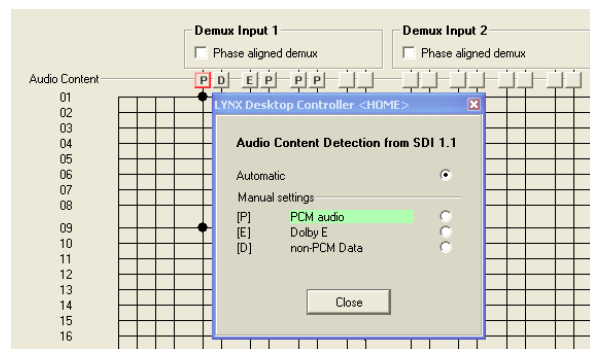 Demux Input 1 Demux Input 2
Phase aligned demux Phase aligned demux
Audio Content P D E P P P
01
LYNX Desktop Controller <HOME>
02
03
Audio Content Detection from SDI 1.1
04
05
06 Automatic
07 Manual settings
08 [P] PCM audio
09 [E] Dolby E
10 [D] non-PCM Data
11
12
13
14 Close
15
16